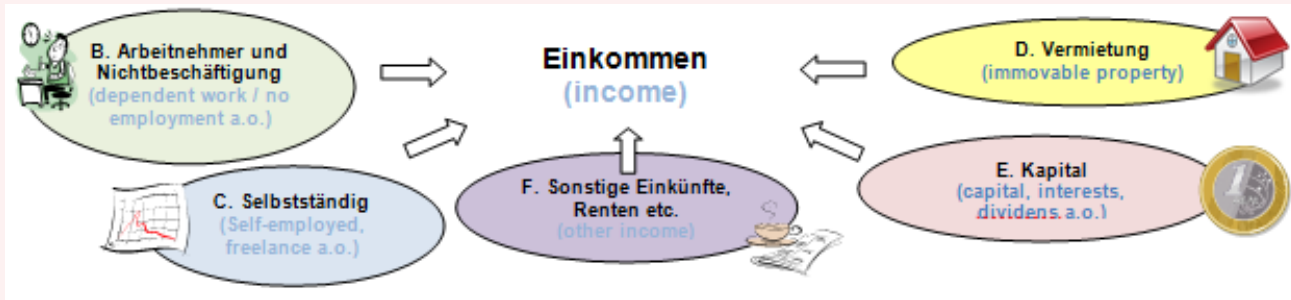 B. Arbeitnehmer und
Nichtbeschäftigung
(dependent work / no
employment a.o.)
Einkommen
(income)
D. Vermietung
(immovable property)
C. Selbstständig
(Self-employed,
freelance a.o.)
F. Sonstige Einkünfte,
Renten etc.
(other income)
E. Kapital
(capital, interests,
dividens a.o.)
1